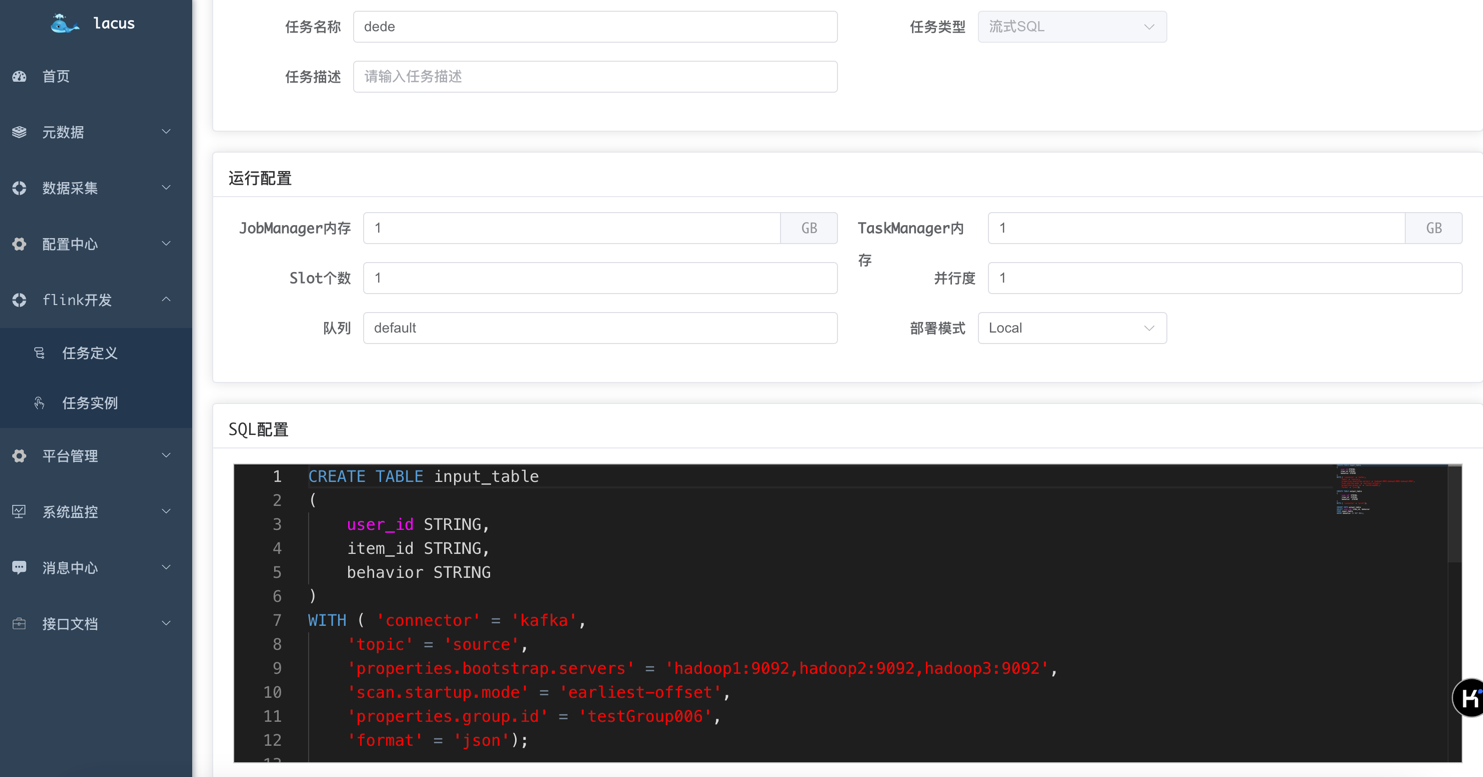 lacus
首页
元数据
数据采集
配置中心
flink开发
任务定义
任务实例
平台管理
系统监控
消息中心
接口文档
任务名称 dede 任务类型 流式SQL
任务描述 请输入任务描述
运行配置
JobManager内存 1 GB TaskManager内存 1 GB
Slot个数 1 并行度 1
队列 default 部署模式 Local
SQL配置
1 CREATE TABLE input_table
2 (
3 user_id STRING,
4 item_id STRING,
5 behavior STRING
6 )
7 WITH ( 'connector' = 'kafka',
8 'topic' = 'source',
9 'properties.bootstrap.servers' = 'hadoop1:9092,hadoop2:9092,hadoop3:9092',
10 'scan.startup.mode' = 'earliest-offset',
11 'properties.group.id' = 'testGroup006',
12 'format' = 'json');